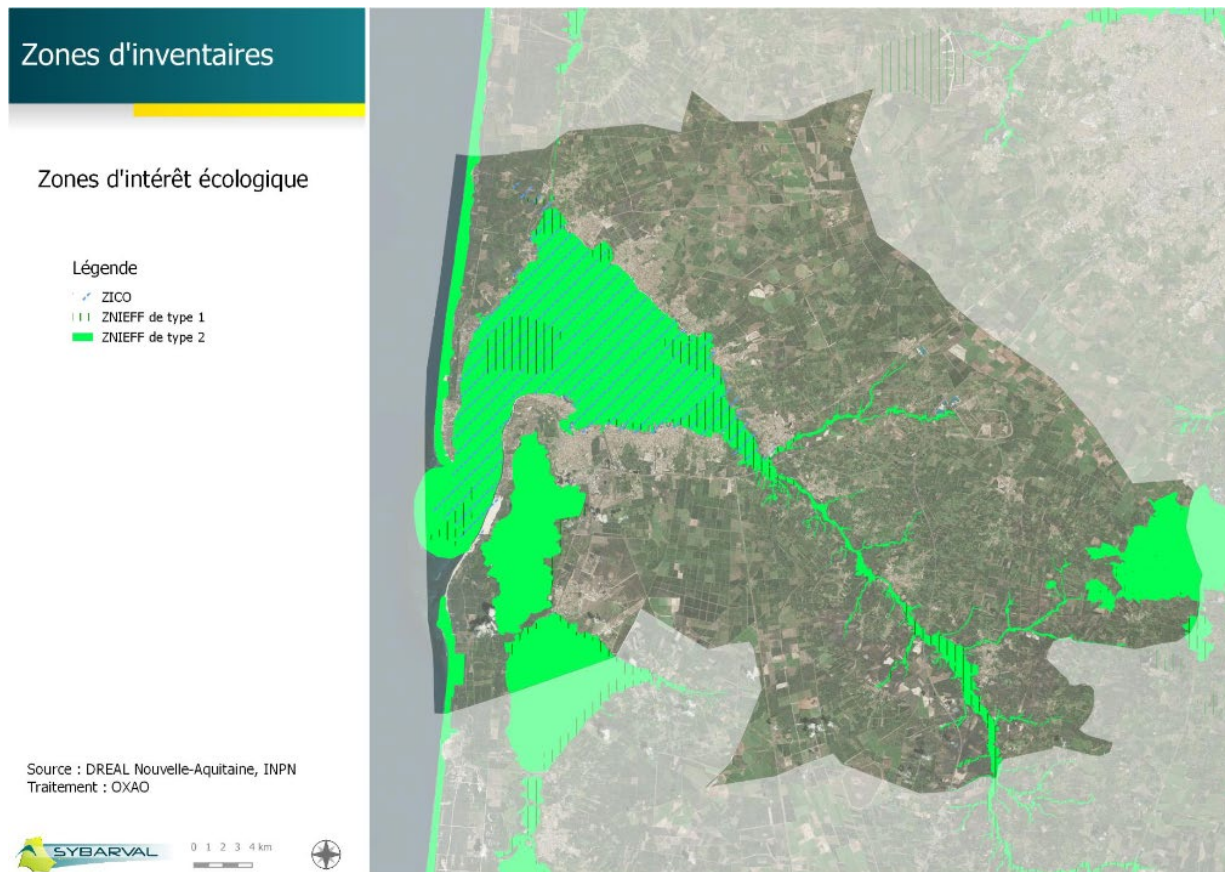 Zones d'inventaires
Zones d'intérêt écologique
Légende
ZICO
ZNIEFF de type 1
ZNIEFF de type 2
Source : DREAL Nouvelle-Aquitaine, INPN
Traitement : OXAO
SYBARVAL
0 1 2 3 4 km